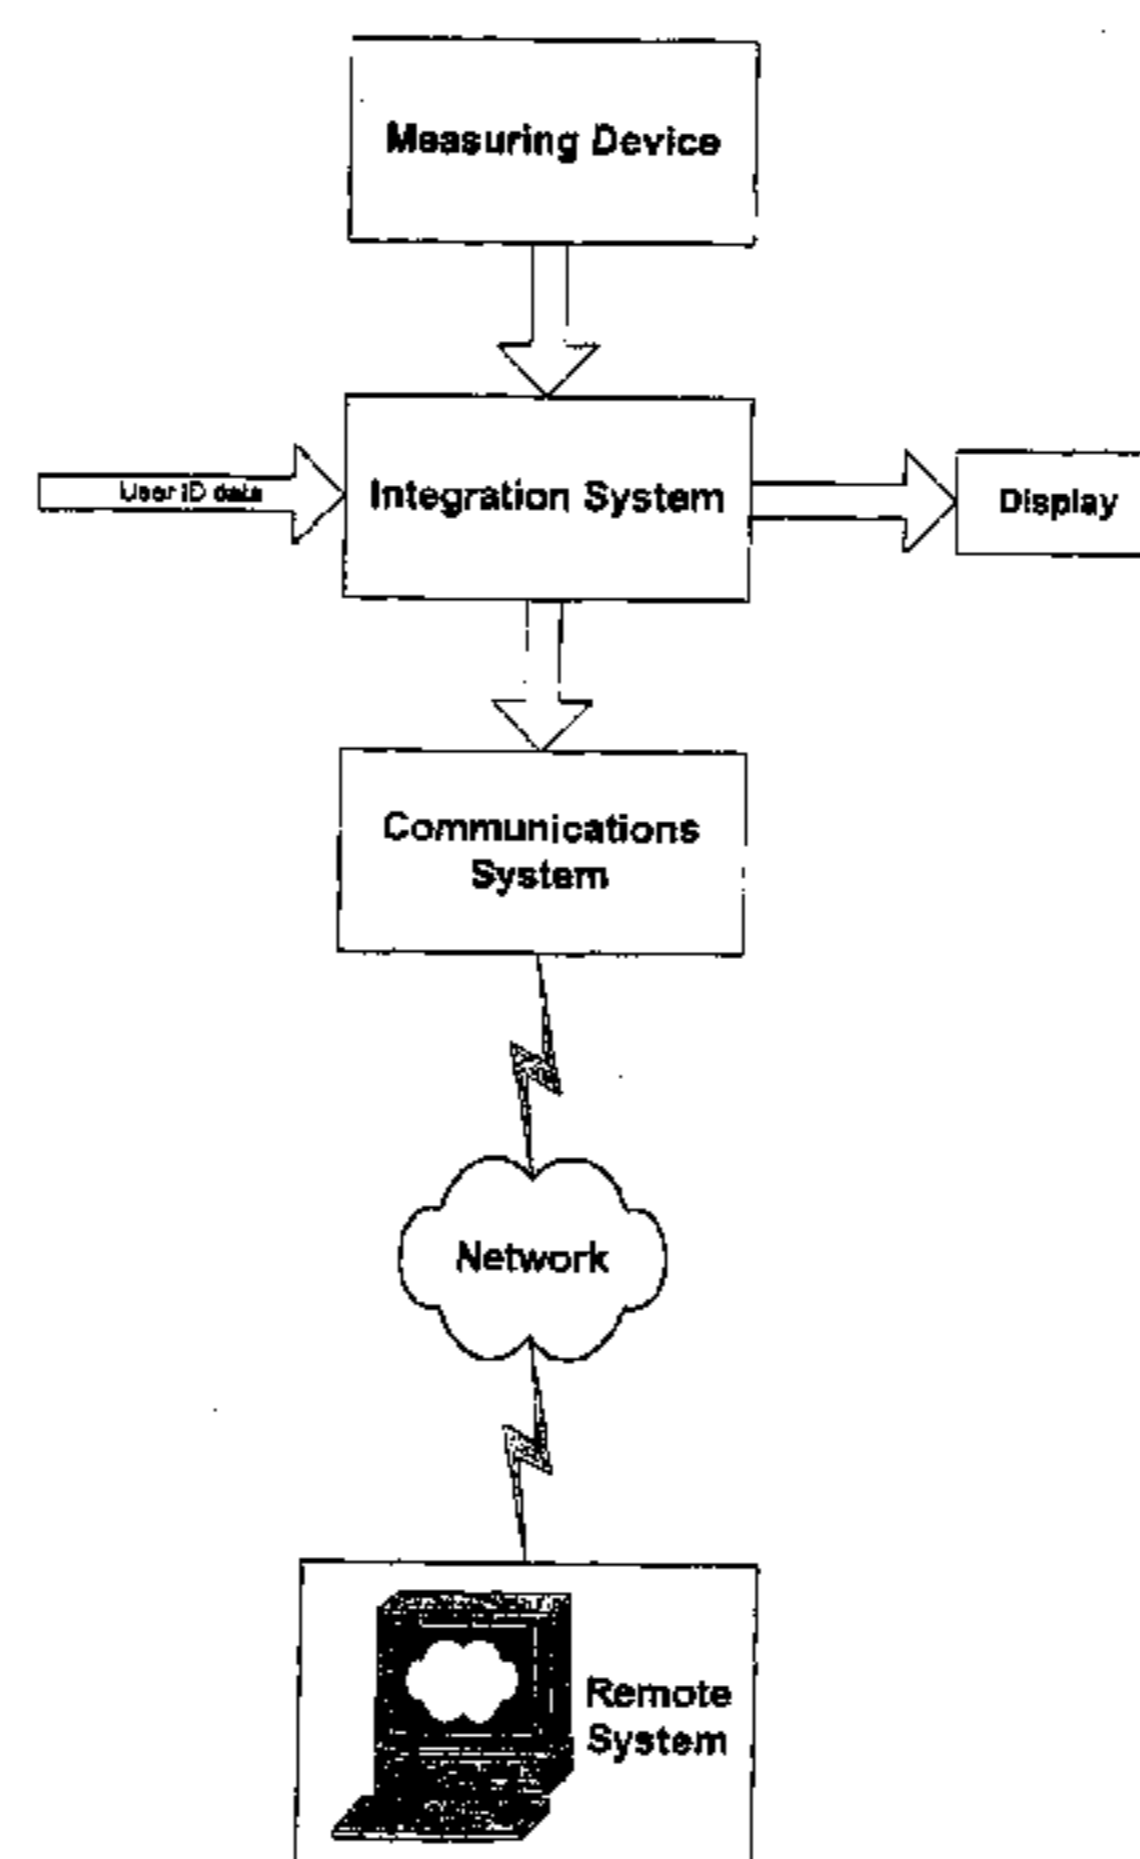 Measuring Device
User ID data
Integration System
Display
Communications
System
Network
Remote
System